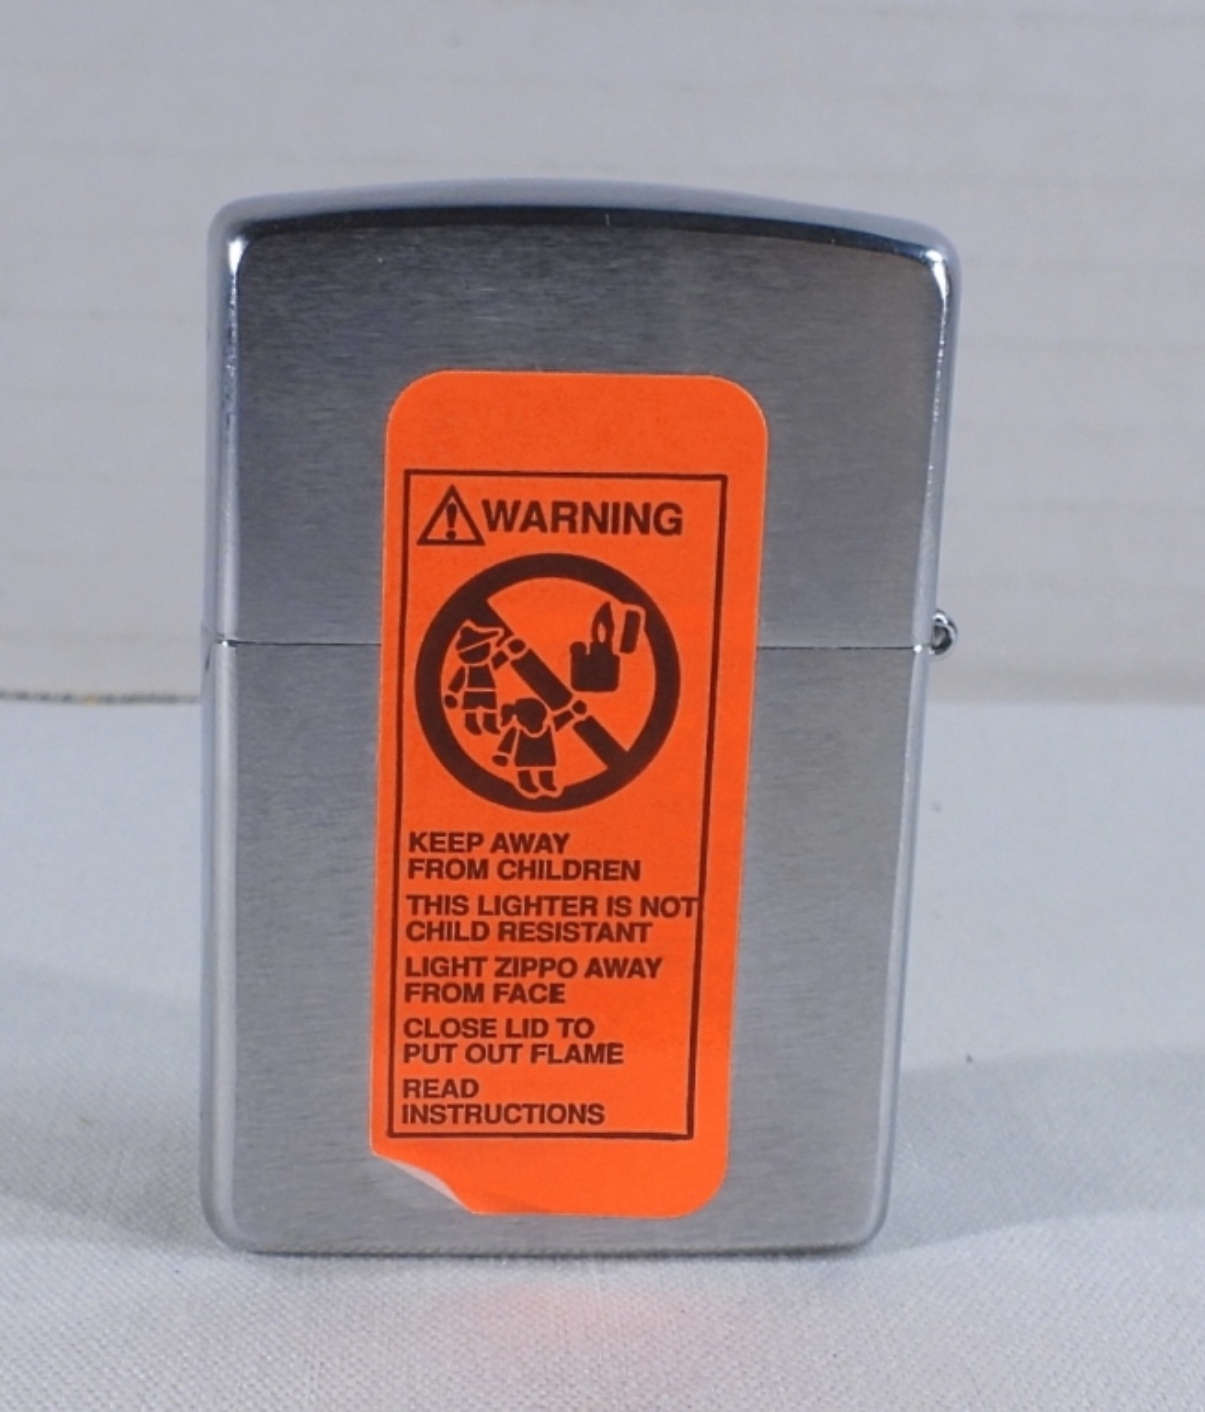 WARNING
KEEP AWAY
FROM CHILDREN
THIS LIGHTER IS NOT
CHILD RESISTANT
LIGHT ZIPPO AWAY
FROM FACE
CLOSE LID TO
PUT OUT FLAME
READ
INSTRUCTIONS